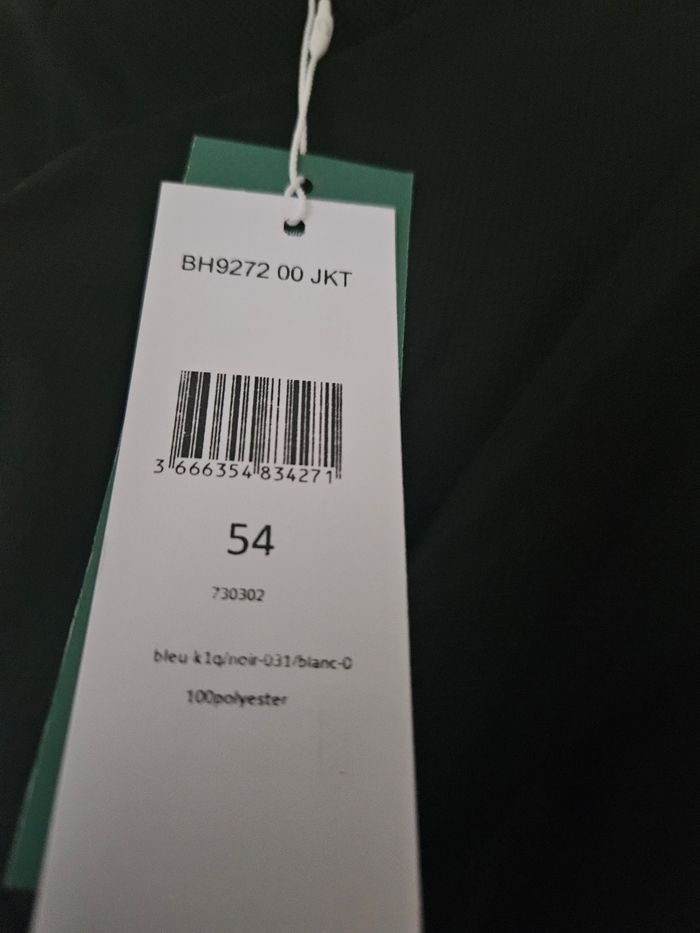 BH9272 00 JKT
3 666354 834271
54
730302
bleu k1q/noir-031/blanc-0
100polyester